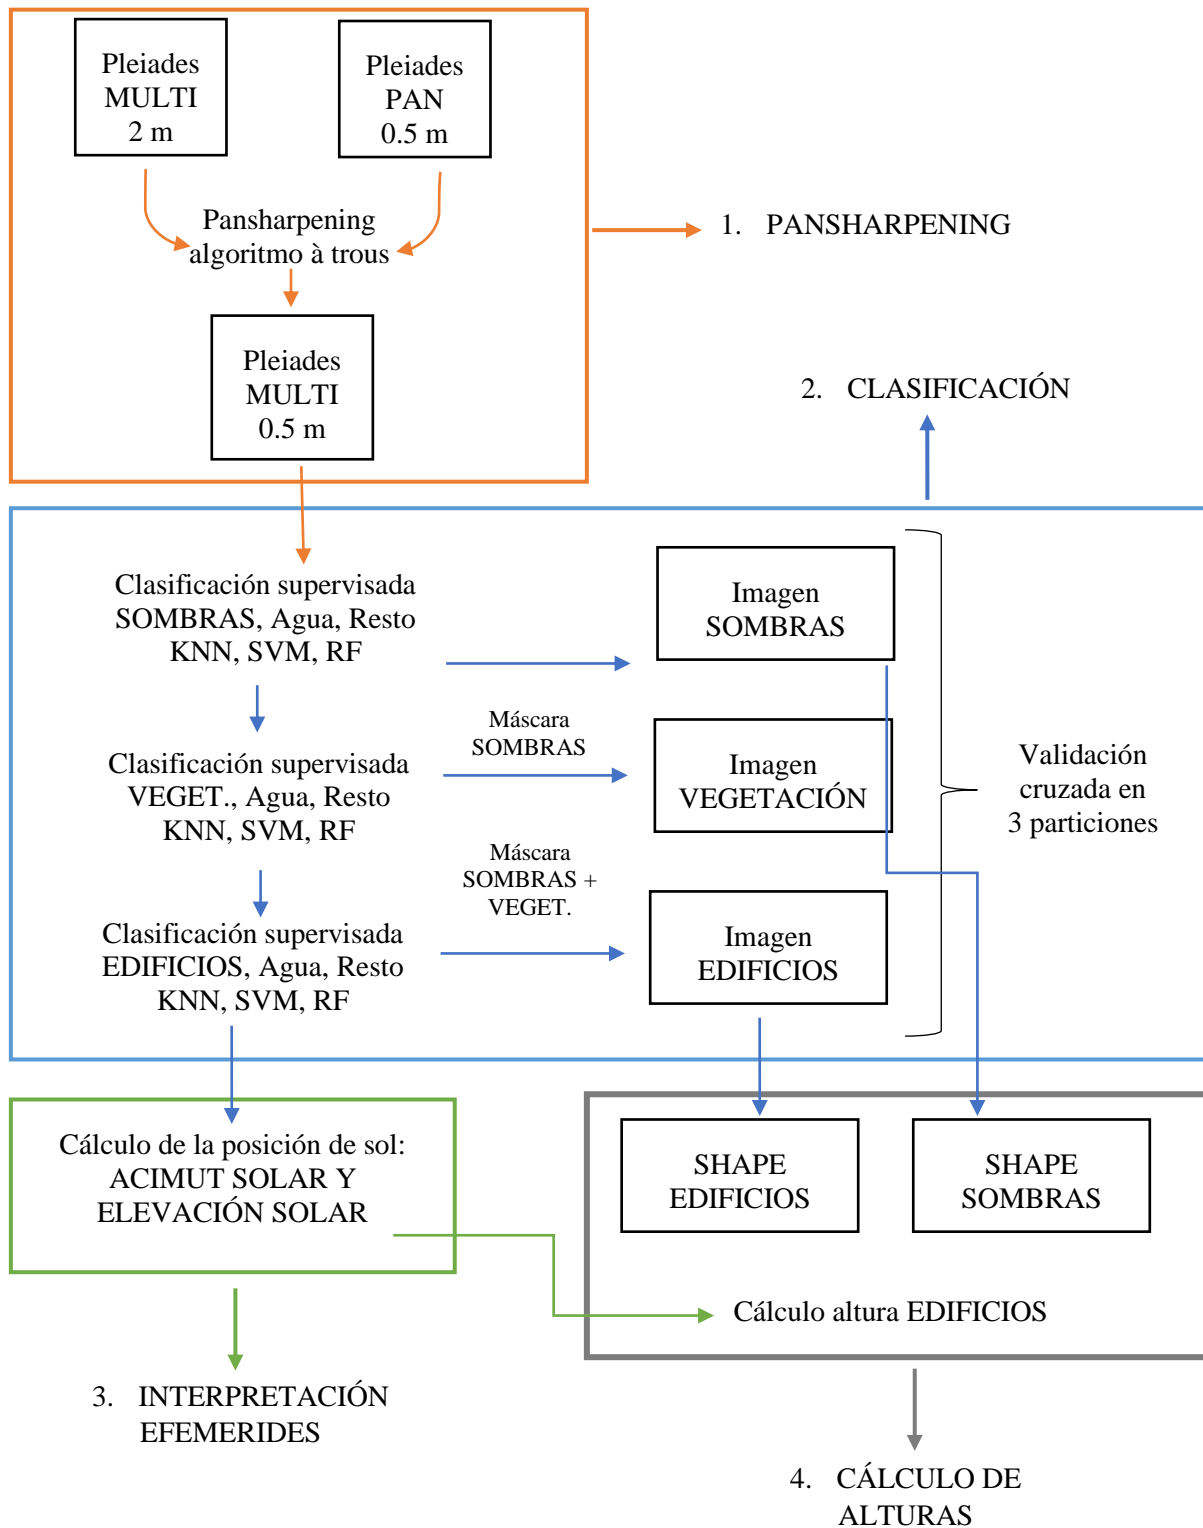 Pleiades
MULTI
2 m
Pleiades
PAN
0.5 m
Pansharpening
algoritmo à trous
1. PANSHARPENING
Pleiades
MULTI
0.5 m
2. CLASIFICACIÓN
Clasificación supervisada
SOMBRAS, Agua, Resto
KNN, SVM, RF
Imagen
SOMBRAS
Máscara
SOMBRAS
Clasificación supervisada
VEGET., Agua, Resto
KNN, SVM, RF
Imagen
VEGETACIÓN
Validación
cruzada en
3 particiones
Máscara
SOMBRAS +
VEGET.
Clasificación supervisada
EDIFICIOS, Agua, Resto
KNN, SVM, RF
Imagen
EDIFICIOS
Cálculo de la posición de sol:
ACIMUT SOLAR Y
ELEVACIÓN SOLAR
SHAPE
EDIFICIOS
SHAPE
SOMBRAS
Cálculo altura EDIFICIOS
3. INTERPRETACIÓN
EFEMERIDES
4. CÁLCULO DE
ALTURAS